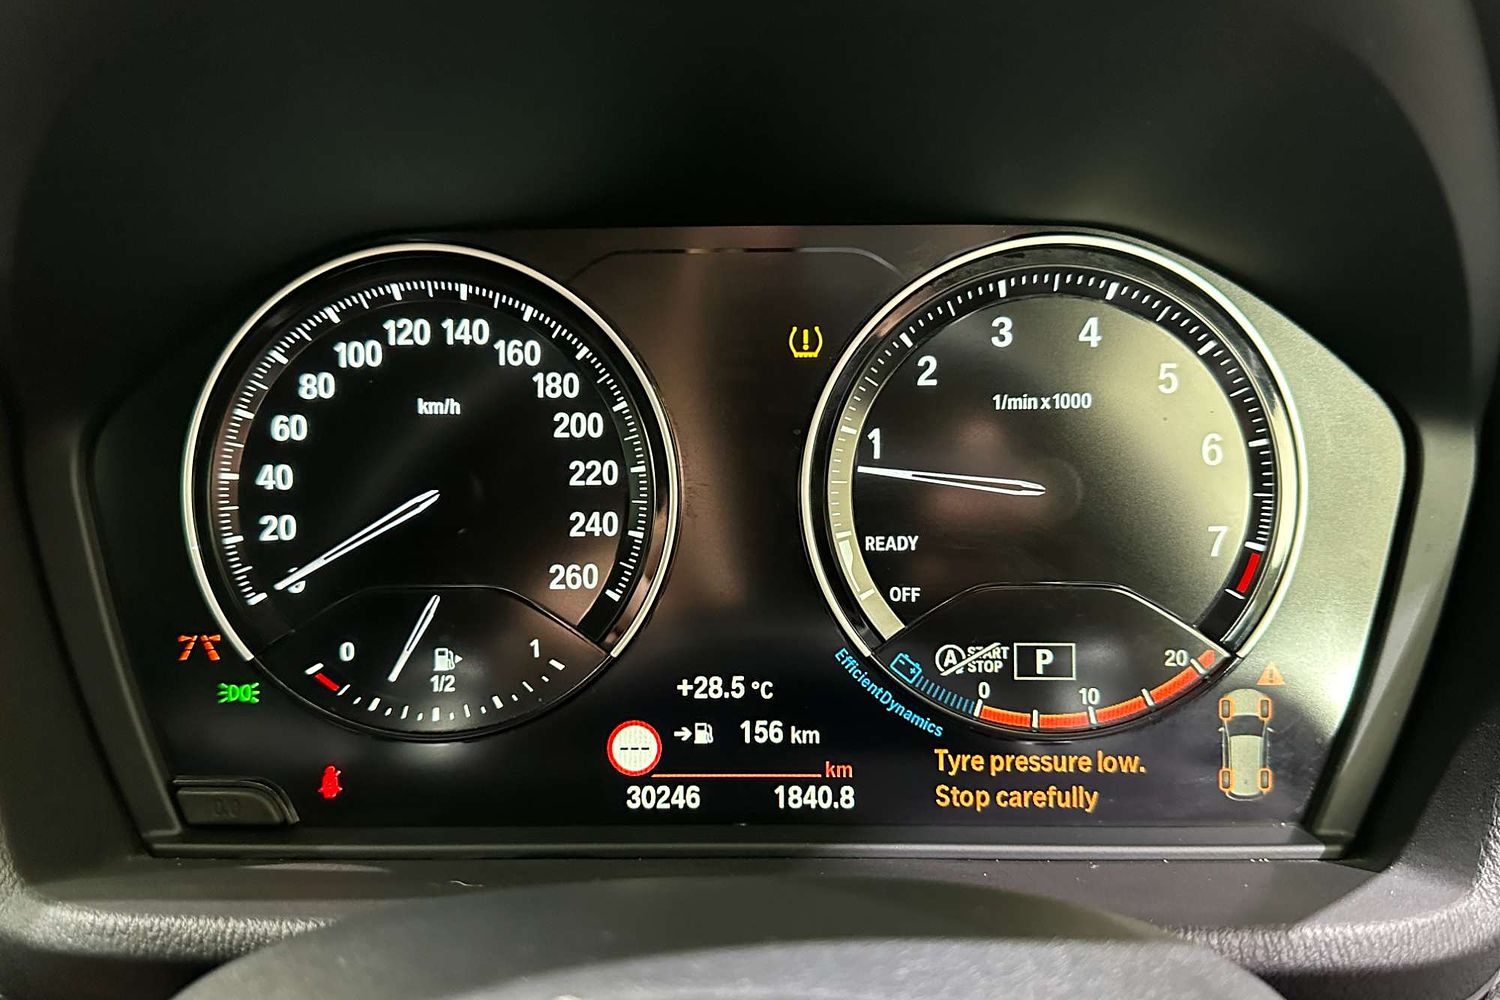 0
20
40
60
80
100
120
140
160
180
200
220
240
260
km/h
0
1/2
1
1
2
3
4
5
6
7
1/min x 1000
READY
OFF
A START
STOP
P
EfficientDynamics
0
10
20
+28.5 °C
---
156 km
km
30246
1840.8
Tyre pressure low.
Stop carefully